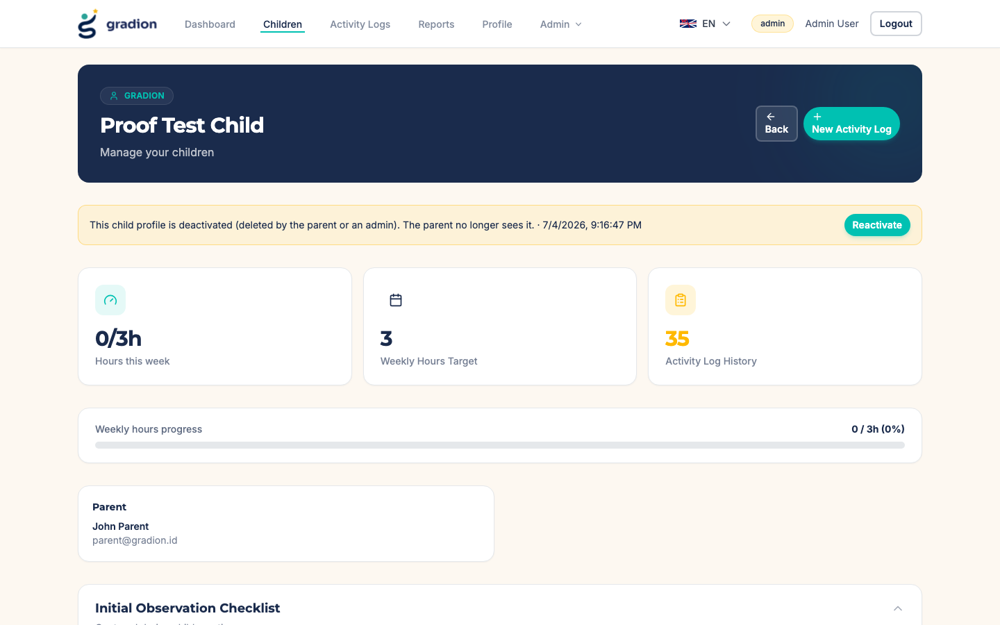 gradion
Dashboard
Children
Activity Logs
Reports
Profile
Admin
EN
admin
Admin User
Logout
GRADION
Proof Test Child
Manage your children
Back
New Activity Log
This child profile is deactivated (deleted by the parent or an admin). The parent no longer sees it. · 7/4/2026, 9:16:47 PM
Reactivate
0/3h
Hours this week
3
Weekly Hours Target
35
Activity Log History
Weekly hours progress
0 / 3h (0%)
Parent
John Parent
parent@gradion.id
Initial Observation Checklist